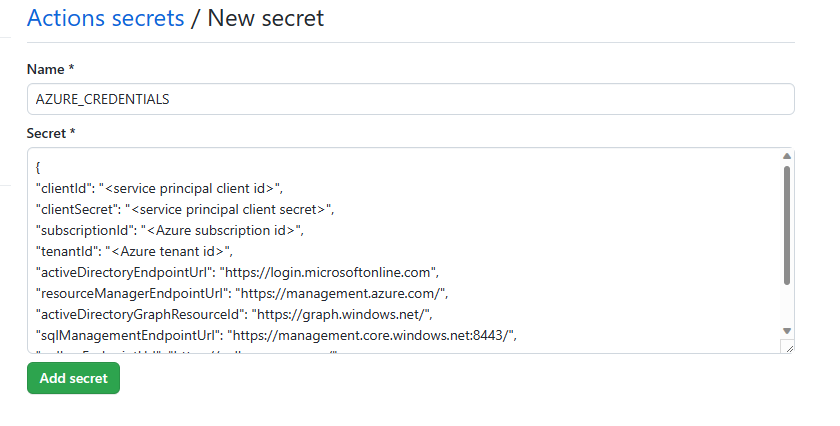 Actions secrets / New secret
Name *
AZURE_CREDENTIALS
Secret *
{
"clientId": "<service principal client id>",
"clientSecret": "<service principal client secret>",
"subscriptionId": "<Azure subscription id>",
"tenantId": "<Azure tenant id>",
"activeDirectoryEndpointUrl": "https://login.microsoftonline.com",
"resourceManagerEndpointUrl": "https://management.azure.com/",
"activeDirectoryGraphResourceId": "https://graph.windows.net/",
"sqlManagementEndpointUrl": "https://management.core.windows.net:8443/",
Add secret